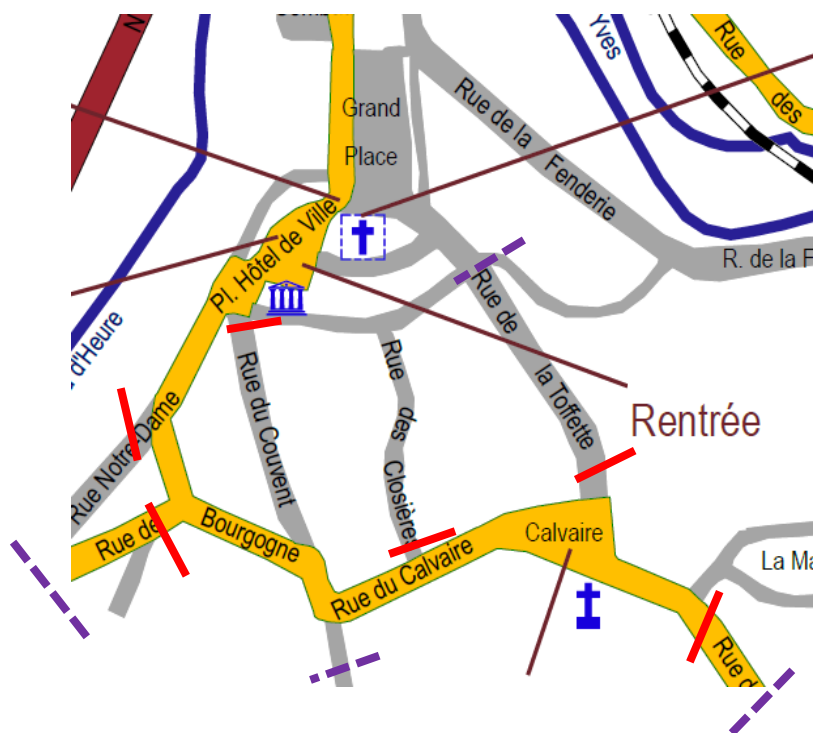 N
Grand
Place
Yves
Rue
des
Rue de la
Fenderie
R. de la F
Pl. Hôtel de Ville
d'Heure
Rue de
la Toffette
Rue du Couvent
Rue
des
Closières
Rentrée
Rue Notre-Dame
Rue de
Bourgogne
Rue du Calvaire
Calvaire
La Ma
Rue d